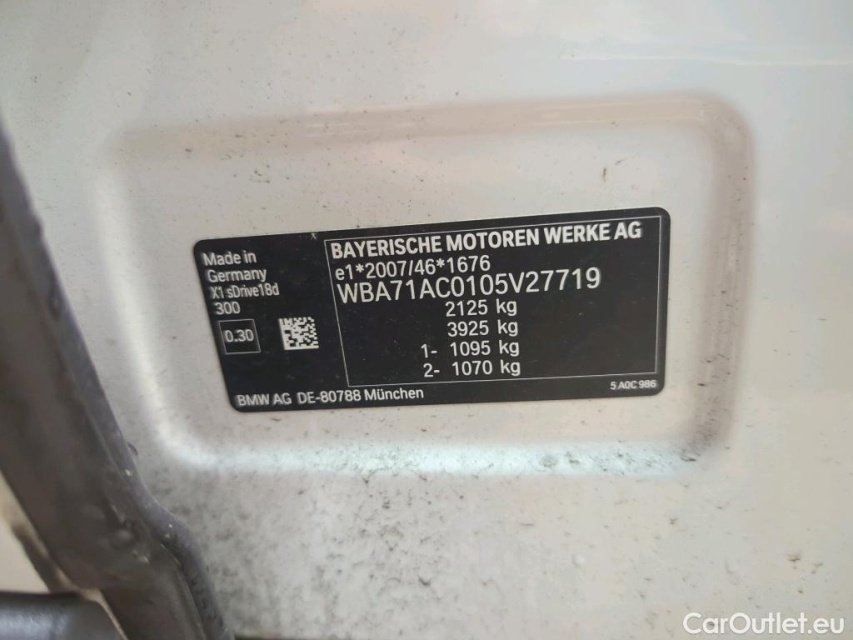 Made in
Germany
X1 sDrive18d
300
0.30
BAYERISCHE MOTOREN WERKE AG
e1*2007/46*1676
WBA71AC0105V27719
2125 kg
3925 kg
1- 1095 kg
2- 1070 kg
BMW AG DE-80788 München
5 A0C 986
CarOutlet.eu